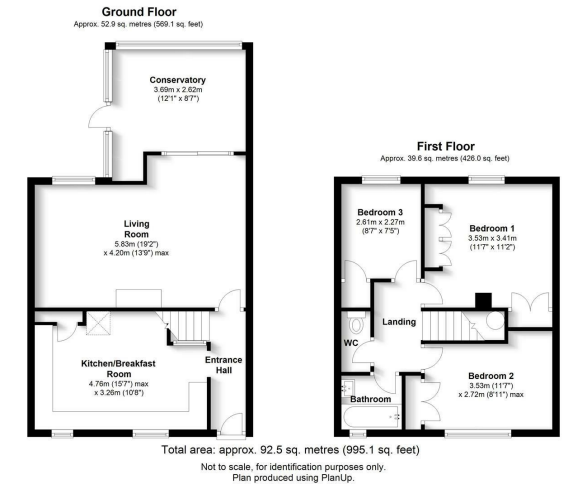 Ground Floor
Approx. 52.9 sq. metres (569.1 sq. feet)
Conservatory
3.69m x 2.62m
(12'1" x 8'7")
Living
Room
5.83m (19'2")
x 4.20m (13'9") max
Kitchen/Breakfast
Room
4.76m (15'7") max
x 3.26m (10'8")
Entrance
Hall
First Floor
Approx. 39.6 sq. metres (426.0 sq. feet)
Bedroom 3
2.61m x 2.27m
(8'7" x 7'5")
Bedroom 1
3.53m x 3.41m
(11'7" x 11'2")
Landing
WC
Bedroom 2
3.53m (11'7")
x 2.72m (8'11") max
Bathroom
Total area: approx. 92.5 sq. metres (995.1 sq. feet)
Not to scale, for identification purposes only.
Plan produced using PlanUp.